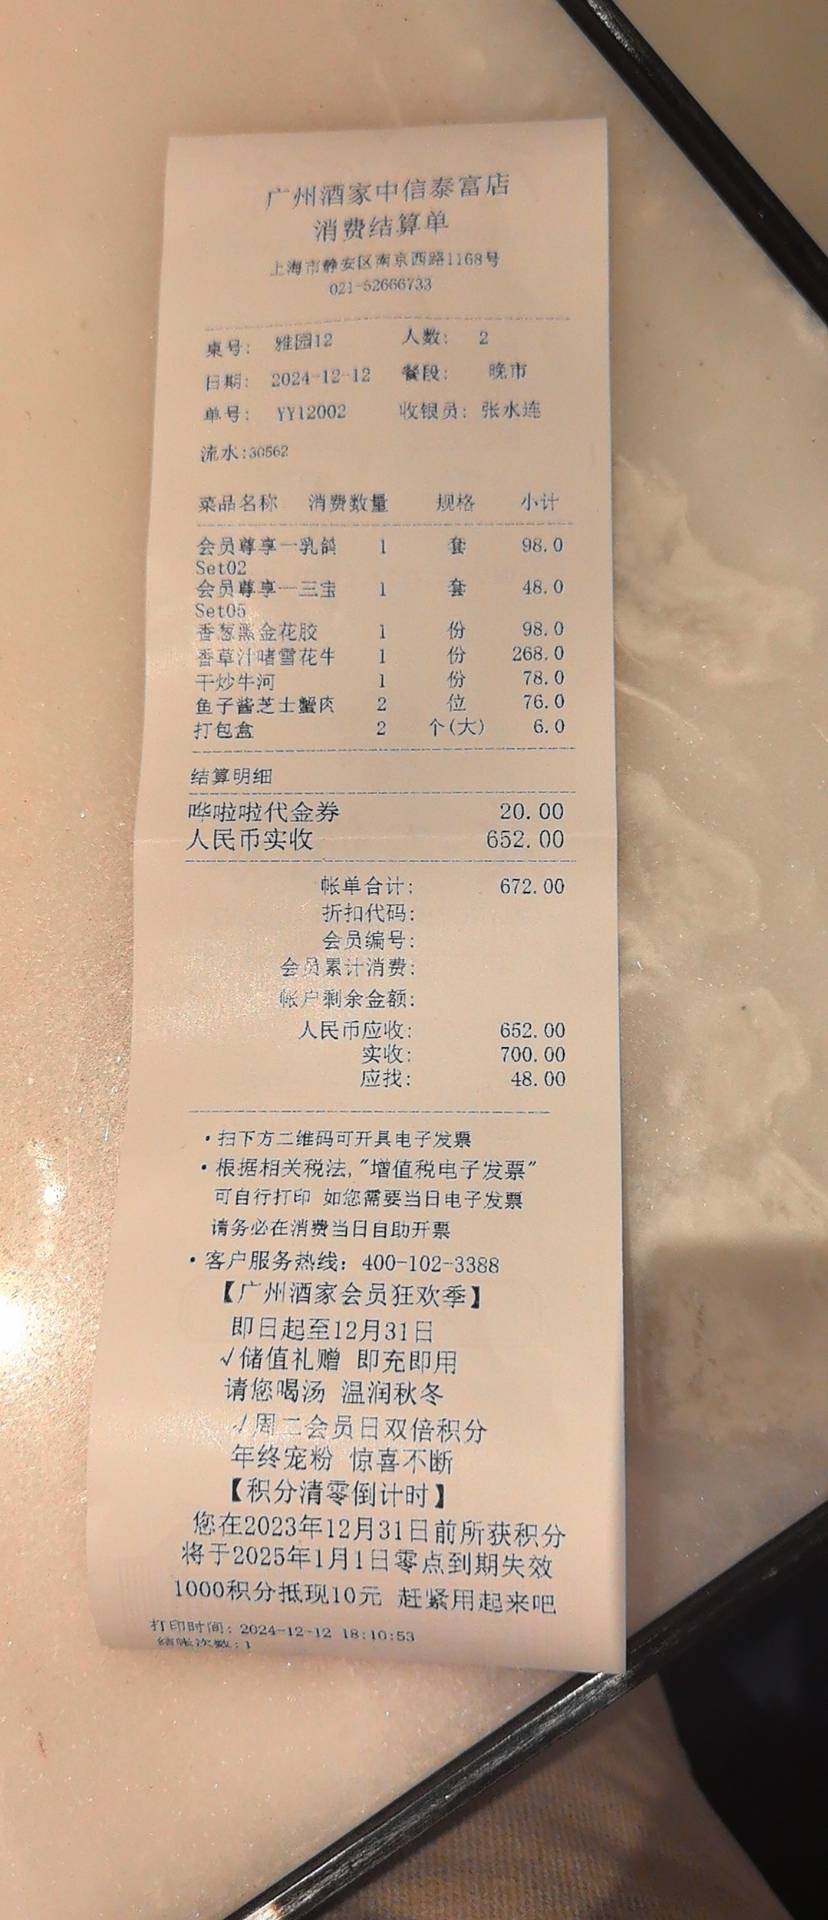 广州酒家中信泰富店
消费结算单
上海市静安区南京西路1168号
021-52666733
桌号: 雅园12 人数: 2
日期: 2024-12-12 餐段: 晚市
单号: YY12002 收银员: 张水连
流水:30562
菜品名称 消费数量 规格 小计
会员尊享一乳鸽 1 套 98.0
Set02
会员尊享一三宝 1 套 48.0
Set05
香葱黑金花胶 1 份 98.0
香草汁啫雪花牛 1 份 268.0
干炒牛河 1 份 78.0
鱼子酱芝士蟹肉 2 位 76.0
打包盒 2 个(大) 6.0
结算明细
哗啦啦代金券 20.00
人民币实收 652.00
帐单合计: 672.00
折扣代码:
会员编号:
会员累计消费:
帐户剩余金额:
人民币应收: 652.00
实收: 700.00
应找: 48.00
·扫下方二维码可开具电子发票
·根据相关税法,"增值税电子发票"
可自行打印 如您需要当日电子发票
请务必在消费当日自助开票
·客户服务热线: 400-102-3388
【广州酒家会员狂欢季】
即日起至12月31日
√储值礼赠 即充即用
请您喝汤 温润秋冬
√周二会员日双倍积分
年终宠粉 惊喜不断
【积分清零倒计时】
您在2023年12月31日前所获积分
将于2025年1月1日零点到期失效
1000积分抵现10元 赶紧用起来吧
打印时间: 2024-12-12 18:10:53
结帐次数:1